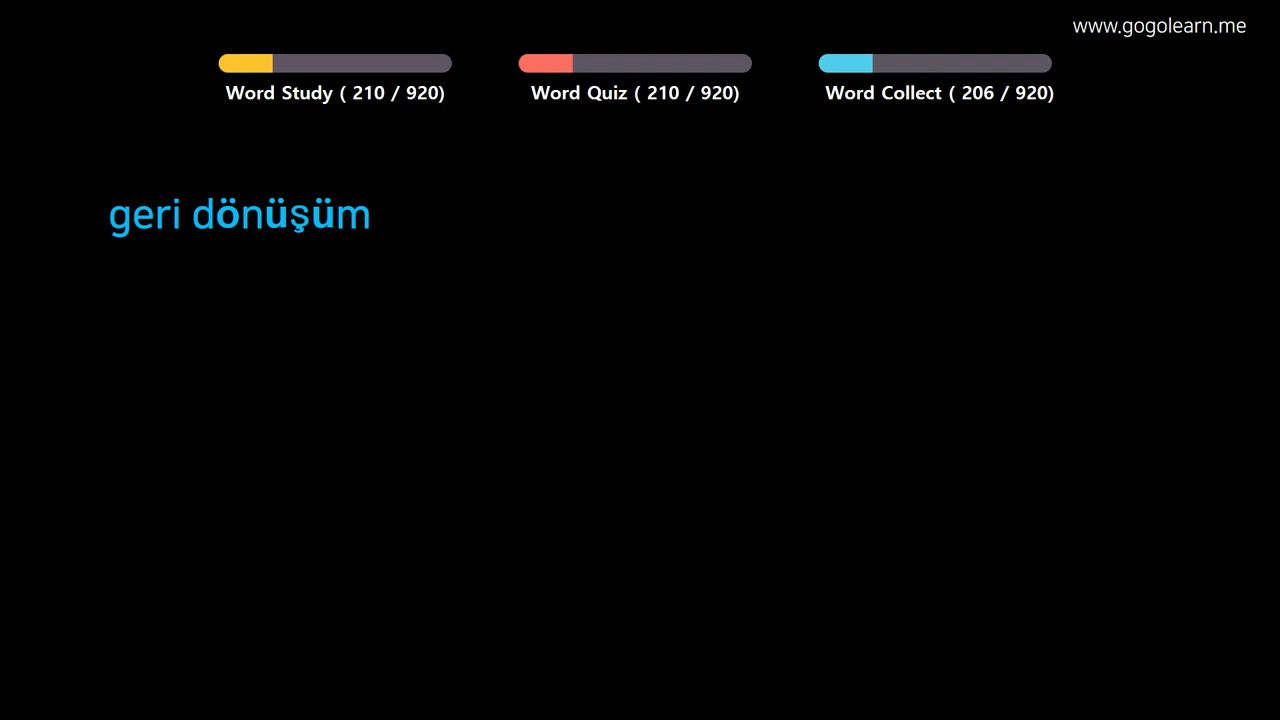 www.gogolearn.me
Word Study ( 210 / 920)
Word Quiz ( 210 / 920)
Word Collect ( 206 / 920)
geri dönüşüm